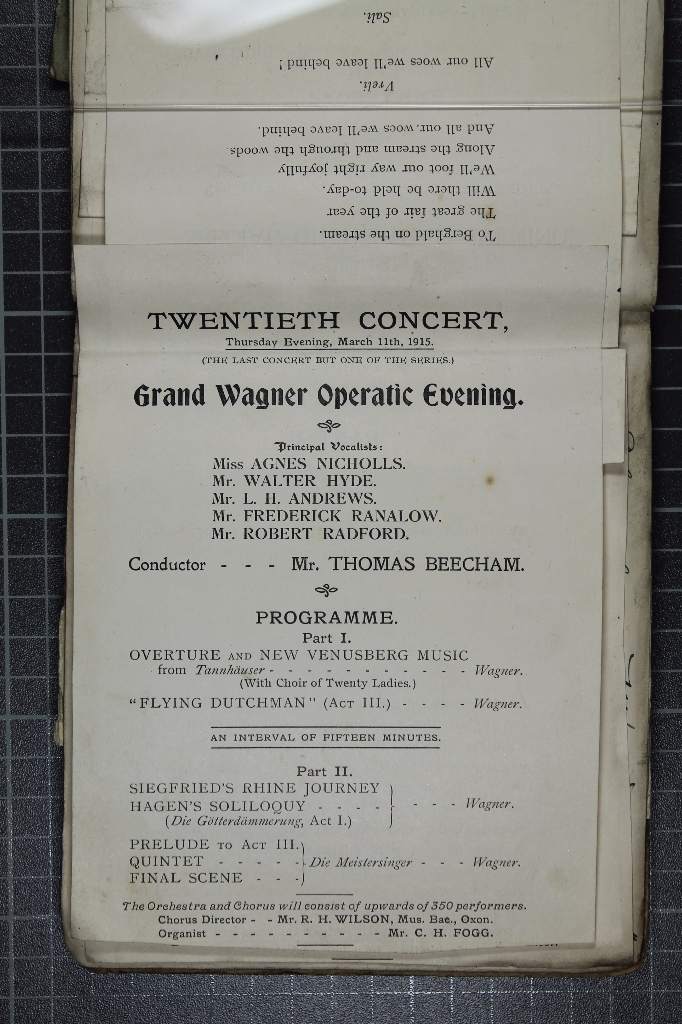 Sali.
All our woes we'll leave behind!
Vreli.
And all our woes we'll leave behind.
Along the stream and through the woods
We'll foot our way right joyfully
Will there be held to-day.
The great fair of the year
To Berghald on the stream.
TWENTIETH CONCERT,
Thursday Evening, March 11th, 1915.
(THE LAST CONCERT BUT ONE OF THE SERIES.)
Grand Wagner Operatic Evening.
Principal Vocalists:
Miss AGNES NICHOLLS.
Mr. WALTER HYDE.
Mr. L. H. ANDREWS.
Mr. FREDERICK RANALOW.
Mr. ROBERT RADFORD.
Conductor - - - Mr. THOMAS BEECHAM.
PROGRAMME.
Part I.
OVERTURE AND NEW VENUSBERG MUSIC
from Tannhäuser - - - - - - - - - - - Wagner.
(With Choir of Twenty Ladies.)
"FLYING DUTCHMAN" (ACT III.) - - - - Wagner.
AN INTERVAL OF FIFTEEN MINUTES.
Part II.
SIEGFRIED'S RHINE JOURNEY
HAGEN'S SOLILOQUY - - - - - - - Wagner.
(Die Götterdämmerung, Act I.)
PRELUDE TO ACT III.
QUINTET - - - - - Die Meistersinger - - - Wagner.
FINAL SCENE - - -
The Orchestra and Chorus will consist of upwards of 350 performers.
Chorus Director - - Mr. R. H. WILSON, Mus. Bac., Oxon.
Organist - - - - - - - - - - Mr. C. H. FOGG.